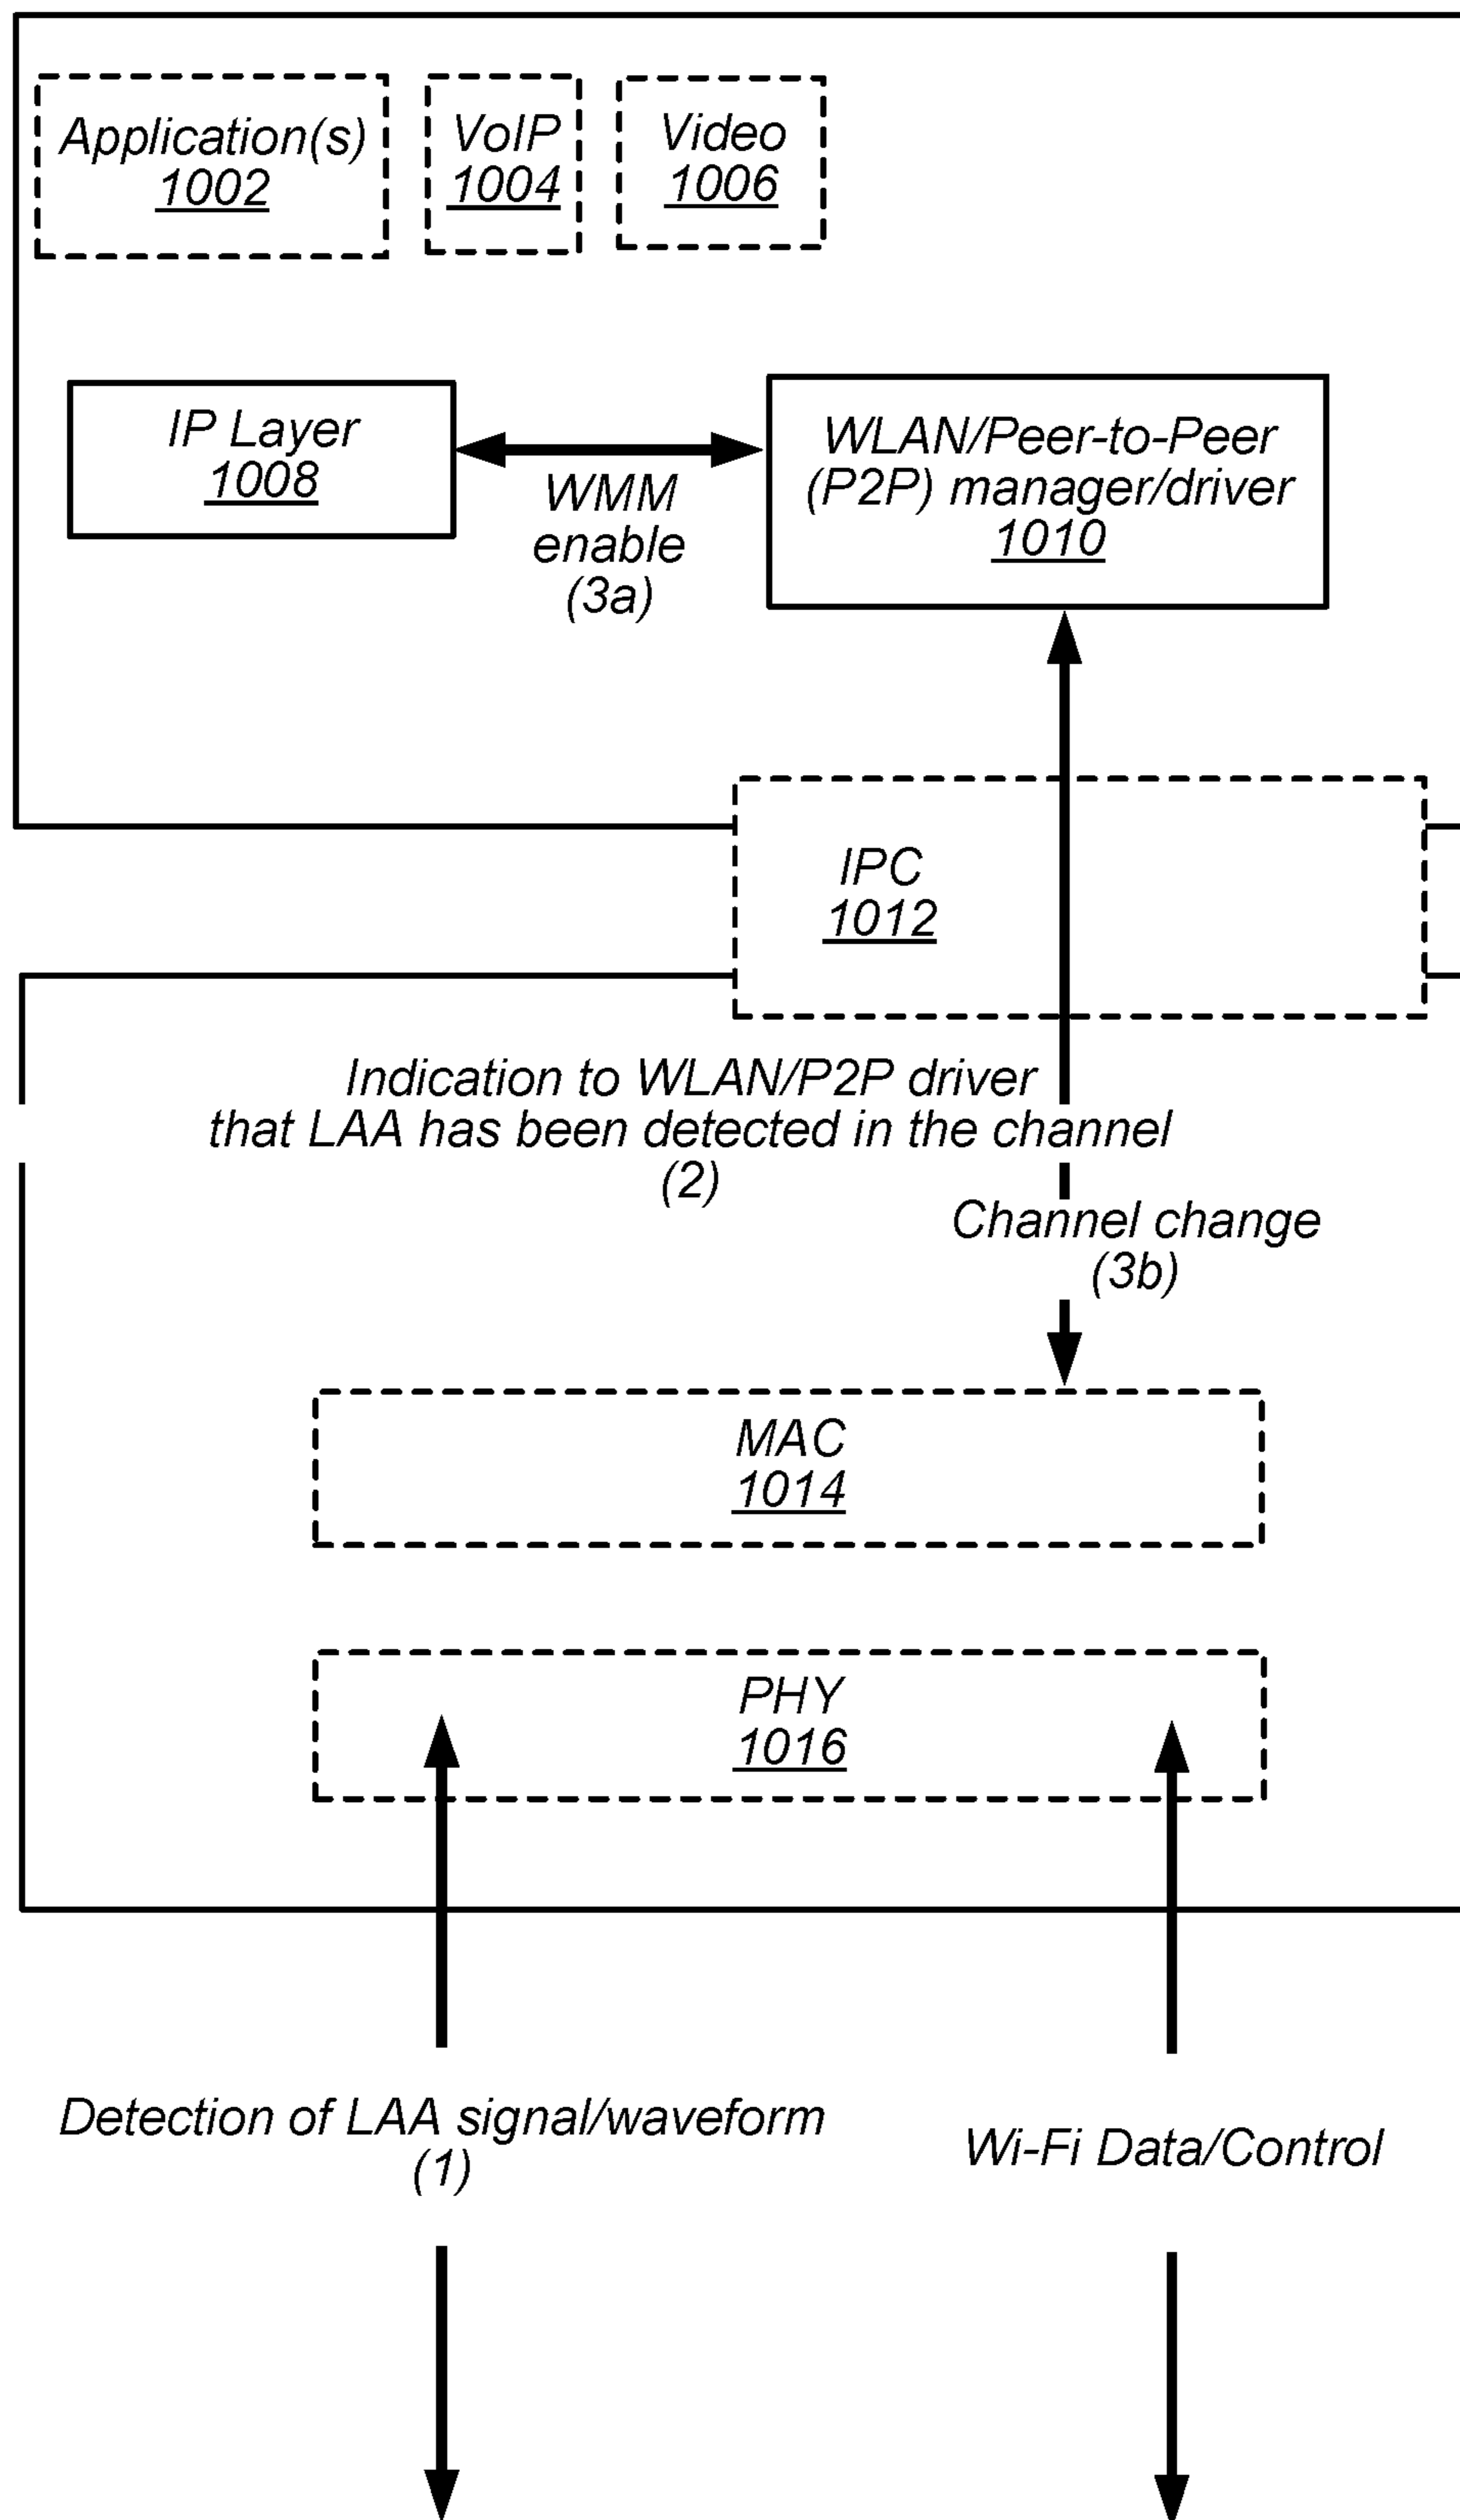 Application(s)
1002
VoIP
1004
Video
1006
IP Layer
1008
WMM
enable
(3a)
WLAN/Peer-to-Peer
(P2P) manager/driver
1010
IPC
1012
Indication to WLAN/P2P driver
that LAA has been detected in the channel
(2)
Channel change
(3b)
MAC
1014
PHY
1016
Detection of LAA signal/waveform
(1)
Wi-Fi Data/Control